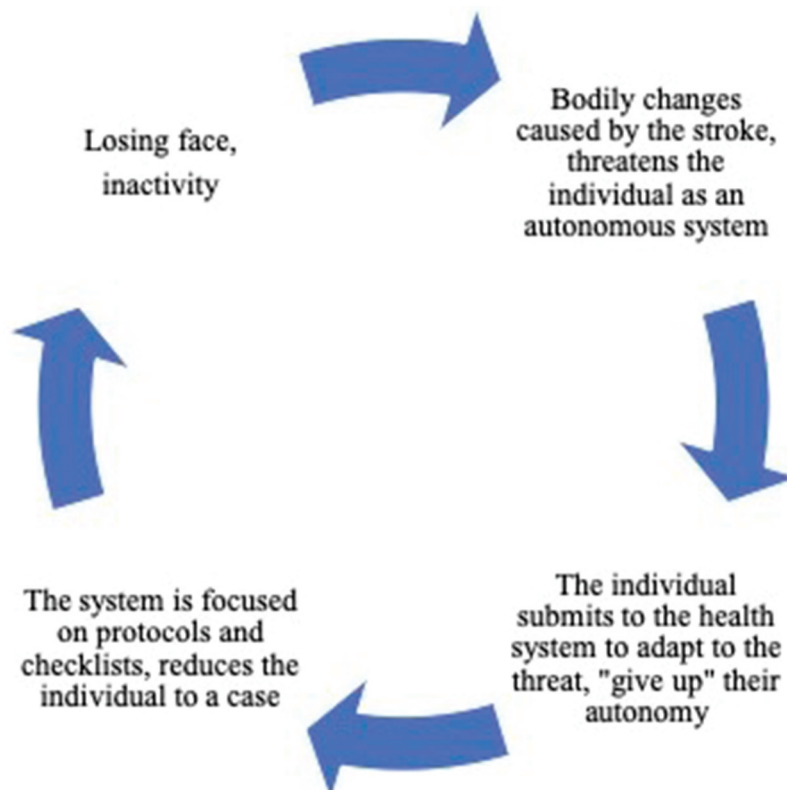 Losing face,
inactivity
Bodily changes
caused by the stroke,
threatens the
individual as an
autonomous system
The individual
submits to the health
system to adapt to the
threat, "give up" their
autonomy
The system is focused
on protocols and
checklists, reduces the
individual to a case